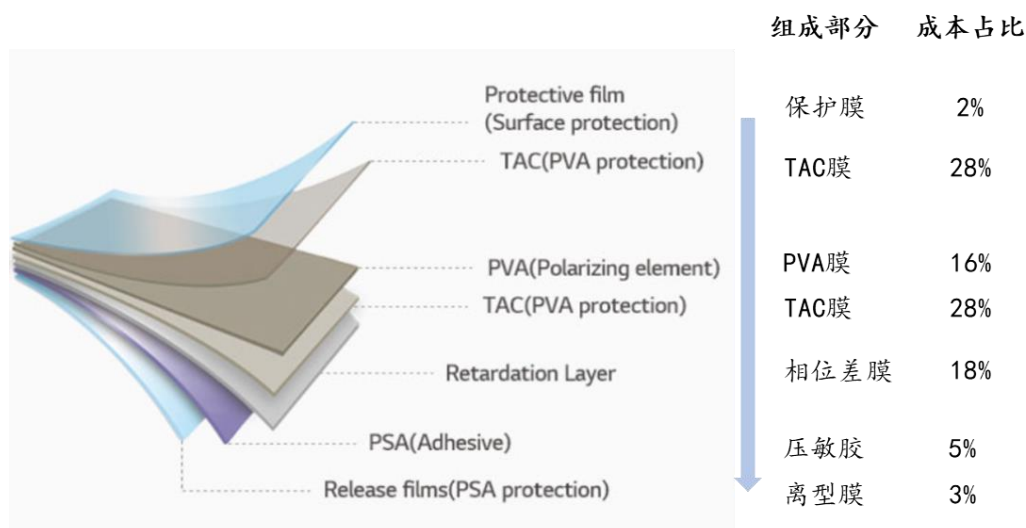 组成部分 成本占比
Protective film
(Surface protection)
保护膜 2%
TAC(PVA protection)
TAC膜 28%
PVA(Polarizing element)
PVA膜 16%
TAC(PVA protection)
TAC膜 28%
Retardation Layer
相位差膜 18%
PSA(Adhesive)
压敏胶 5%
Release films(PSA protection)
离型膜 3%